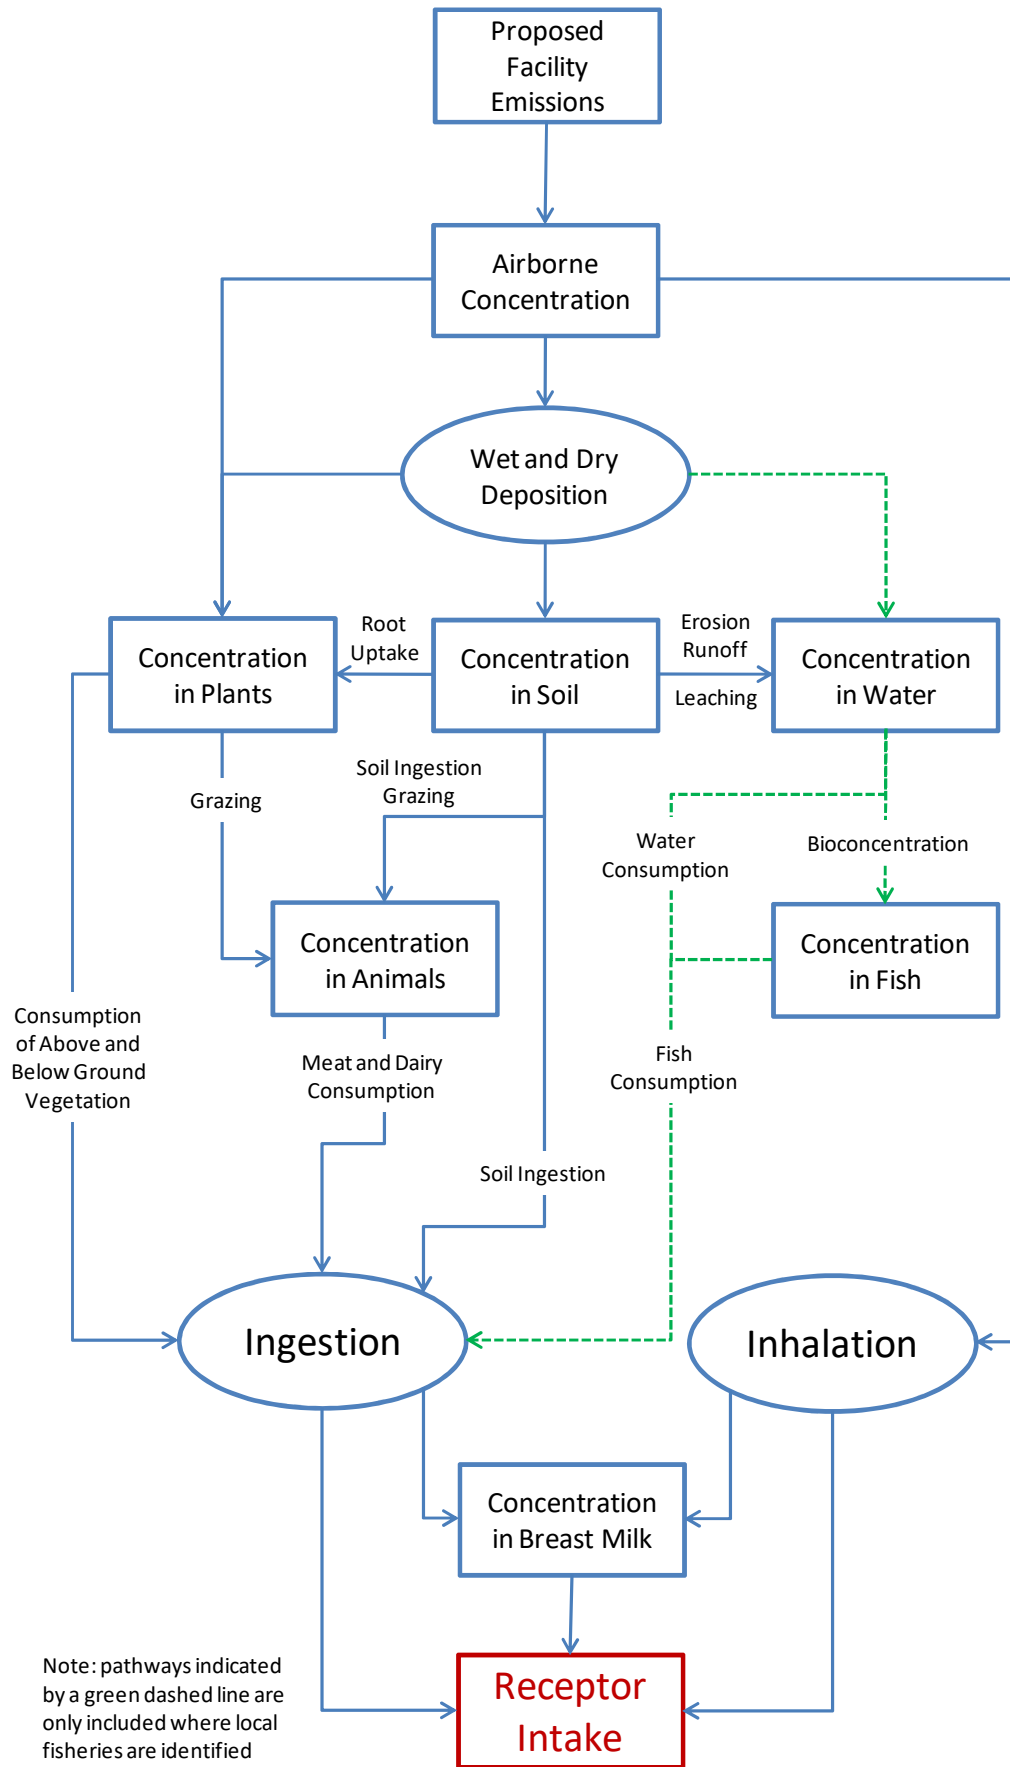 Proposed
Facility
Emissions
Airborne
Concentration
Wet and Dry
Deposition
Concentration
in Plants
Root
Uptake
Concentration
in Soil
Erosion
Runoff
Leaching
Concentration
in Water
Grazing
Soil Ingestion
Grazing
Water
Consumption
Bioconcentration
Concentration
in Animals
Concentration
in Fish
Consumption
of Above and
Below Ground
Vegetation
Meat and Dairy
Consumption
Fish
Consumption
Soil Ingestion
Ingestion
Inhalation
Concentration
in Breast Milk
Receptor
Intake
Note: pathways indicated
by a green dashed line are
only included where local
fisheries are identified